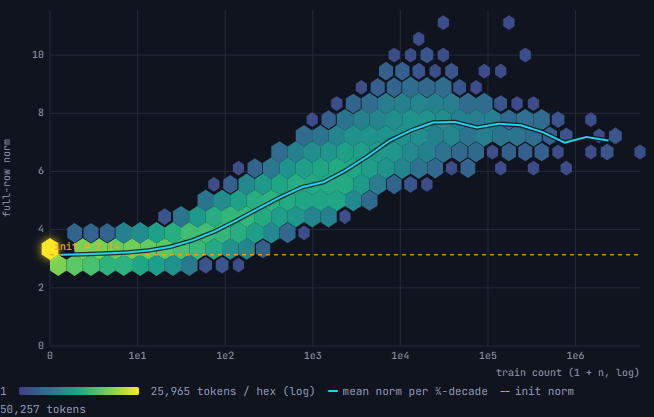 10
8
6
4
2
0
full-row norm
init
0
1e1
1e2
1e3
1e4
1e5
1e6
train count (1 + n, log)
1 25,965 tokens / hex (log) mean norm per ¼-decade init norm
50,257 tokens